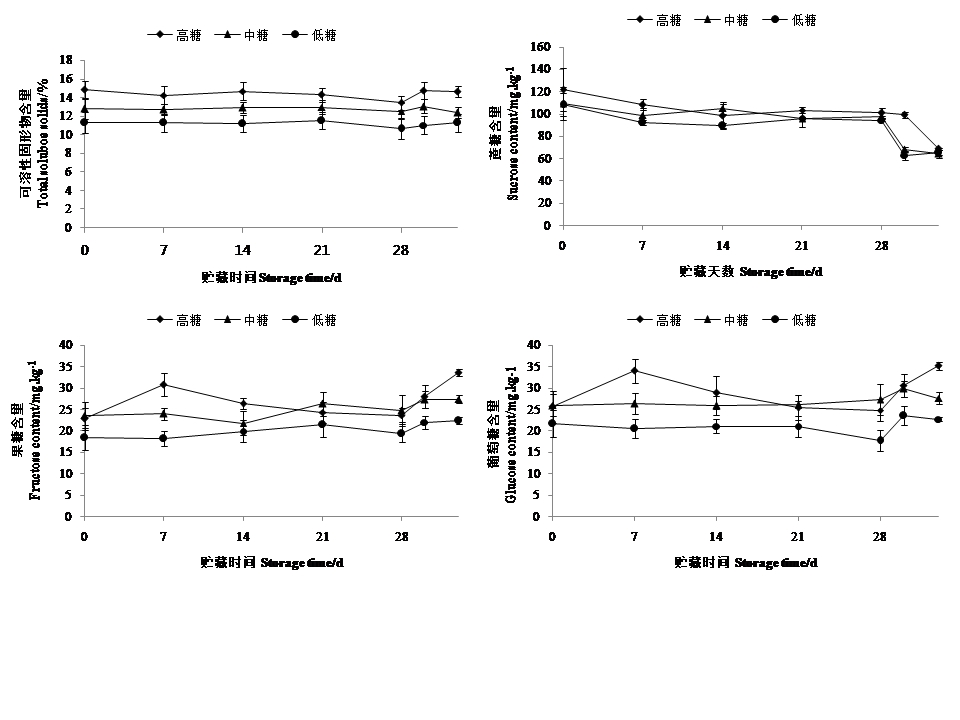 高糖 中糖 低糖
18
16
14
12
10
8
6
4
2
0
可溶性固形物含量
Total solubos solids/%
0 7 14 21 28
贮藏时间 Storage time/d
高糖 中糖 低糖
160
140
120
100
80
60
40
20
0
蔗糖含量
Sucrose content/mg.kg-1
0 7 14 21 28
贮藏天数 Storage time/d
高糖 中糖 低糖
40
35
30
25
20
15
10
5
0
果糖含量
Fructose content/mg.kg-1
0 7 14 21 28
贮藏时间 Storage time/d
高糖 中糖 低糖
40
35
30
25
20
15
10
5
0
葡萄糖含量
Glucose content/mg.kg-1
0 7 14 21 28
贮藏时间 Storage time/d